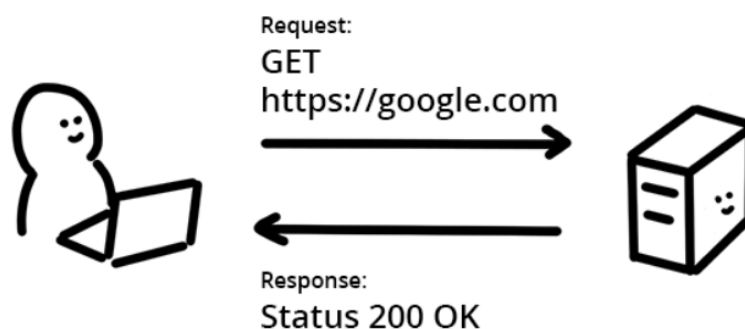 Request:
GET
https://google.com
Response:
Status 200 OK